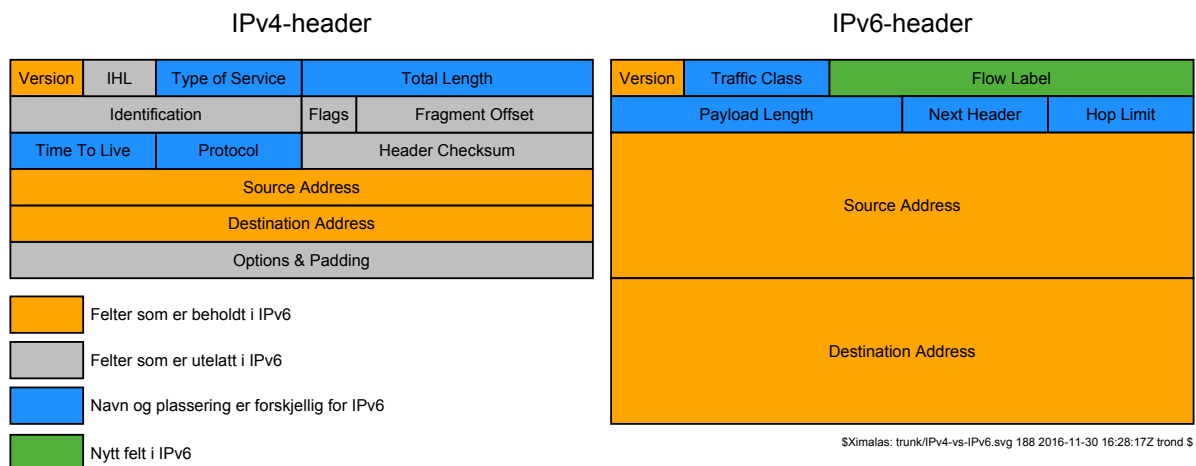 IPv4-header
Version IHL Type of Service Total Length
Identification Flags Fragment Offset
Time To Live Protocol Header Checksum
Source Address
Destination Address
Options & Padding
Felter som er beholdt i IPv6
Felter som er utelatt i IPv6
Navn og plassering er forskjellig for IPv6
Nytt felt i IPv6
IPv6-header
Version Traffic Class Flow Label
Payload Length Next Header Hop Limit
Source Address
Destination Address
$Ximalas: trunk/IPv4-vs-IPv6.svg 188 2016-11-30 16:28:17Z trond $